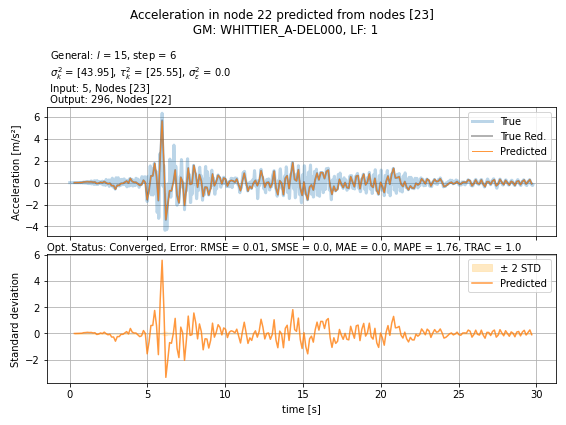 Acceleration in node 22 predicted from nodes [23]
GM: WHITTIER_A-DEL000, LF: 1
General: l = 15, step = 6
σ²ₖ = [43.95], τ²ₖ = [25.55], σ²ε = 0.0
Input: 5, Nodes [23]
Output: 296, Nodes [22]
Acceleration [m/s²]
6
4
2
0
−2
−4
True
True Red.
Predicted
Opt. Status: Converged, Error: RMSE = 0.01, SMSE = 0.0, MAE = 0.0, MAPE = 1.76, TRAC = 1.0
Standard deviation
6
4
2
0
−2
± 2 STD
Predicted
0 5 10 15 20 25 30
time [s]